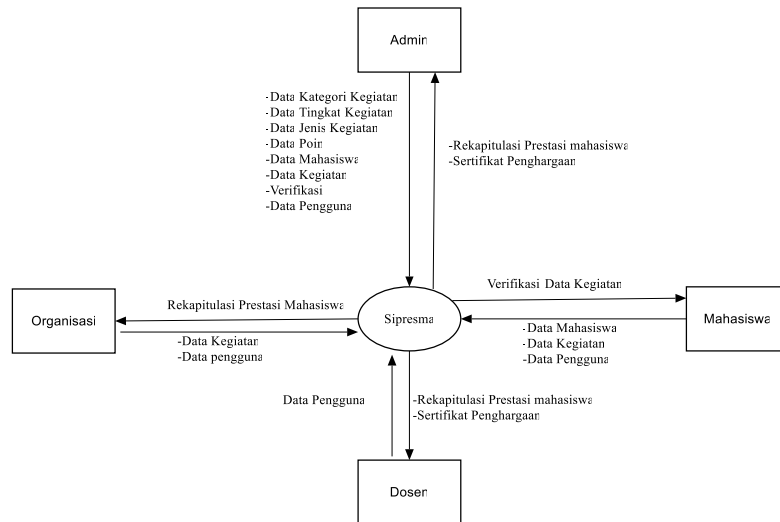 Admin
-Data Kategori Kegiatan
-Data Tingkat Kegiatan
-Data Jenis Kegiatan
-Data Poin
-Data Mahasiswa
-Data Kegiatan
-Verifikasi
-Data Pengguna
-Rekapitulasi Prestasi mahasiswa
-Sertifikat Penghargaan
Organisasi
Rekapitulasi Prestasi Mahasiswa
-Data Kegiatan
-Data pengguna
Sipresma
Verifikasi Data Kegiatan
-Data Mahasiswa
-Data Kegiatan
-Data Pengguna
Mahasiswa
Data Pengguna
-Rekapitulasi Prestasi mahasiswa
-Sertifikat Penghargaan
Dosen